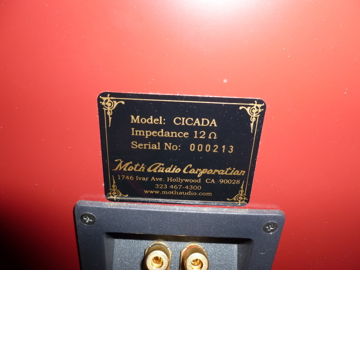 Model: CICADA
Impedance 12 Ω
Serial No: 000213
Moth Audio Corporation
1746 Ivar Ave. Hollywood CA 90028
323 467-4300
www.mothaudio.com